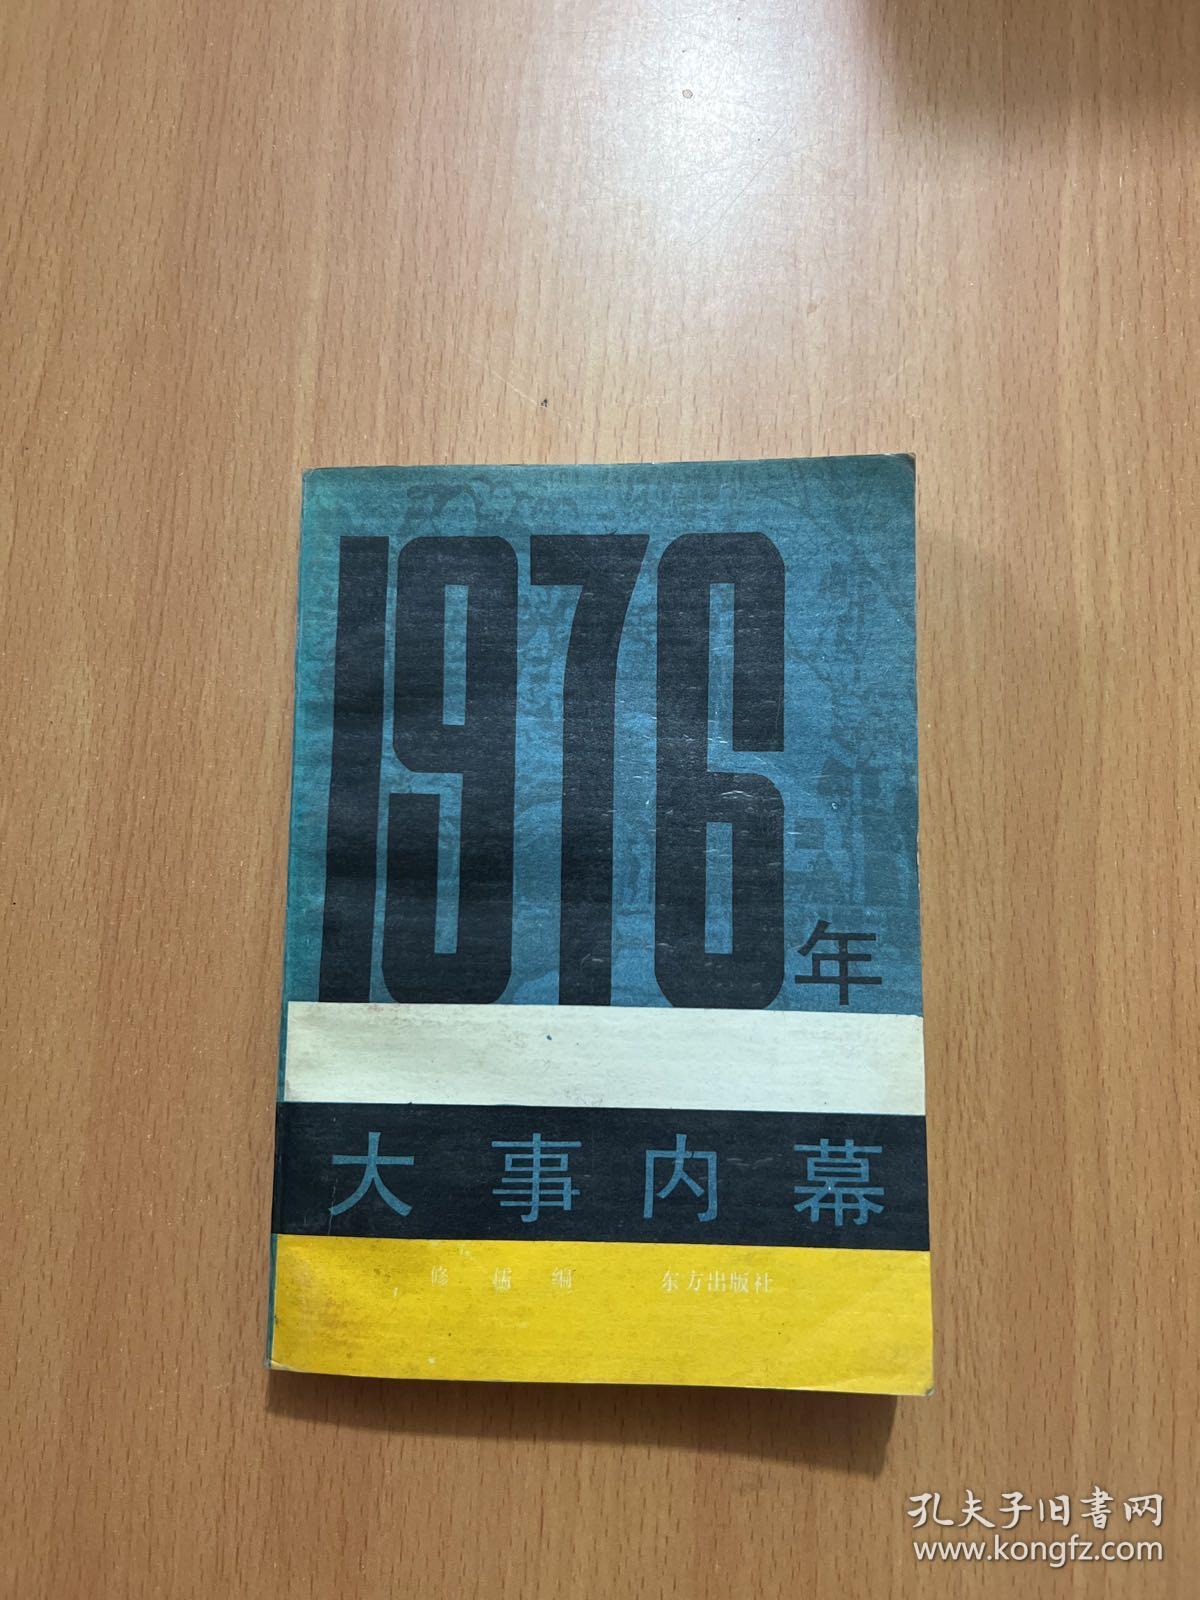 1976年
大事内幕
修儒编 东方出版社
孔夫子旧书网
www.kongfz.com